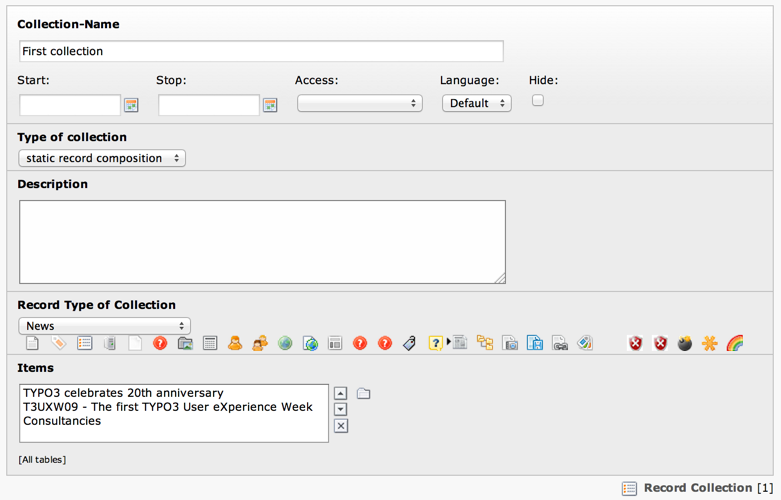 Collection-Name
First collection
Start: Stop: Access: Language: Hide:
Default
Type of collection
static record composition
Description
Record Type of Collection
News
Items
TYPO3 celebrates 20th anniversary
T3UXW09 - The first TYPO3 User eXperience Week
Consultancies
[All tables]
Record Collection [1]